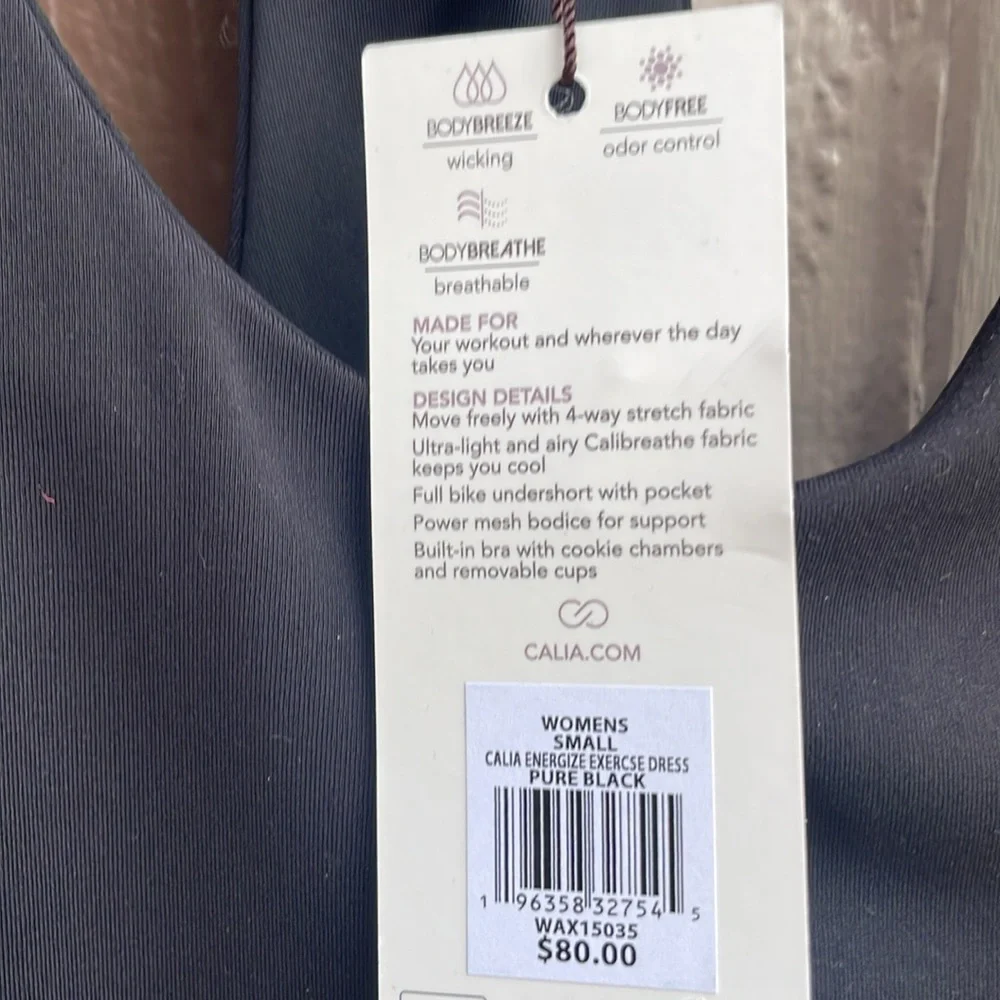 BODYBREEZE
wicking
BODYFREE
odor control
BODYBREATHE
breathable
MADE FOR
Your workout and wherever the day
takes you
DESIGN DETAILS
Move freely with 4-way stretch fabric
Ultra-light and airy Calibreathe fabric
keeps you cool
Full bike undershort with pocket
Power mesh bodice for support
Built-in bra with cookie chambers
and removable cups
CALIA.COM
WOMENS
SMALL
CALIA ENERGIZE EXERCSE DRESS
PURE BLACK
1 96358 32754 5
WAX15035
$80.00